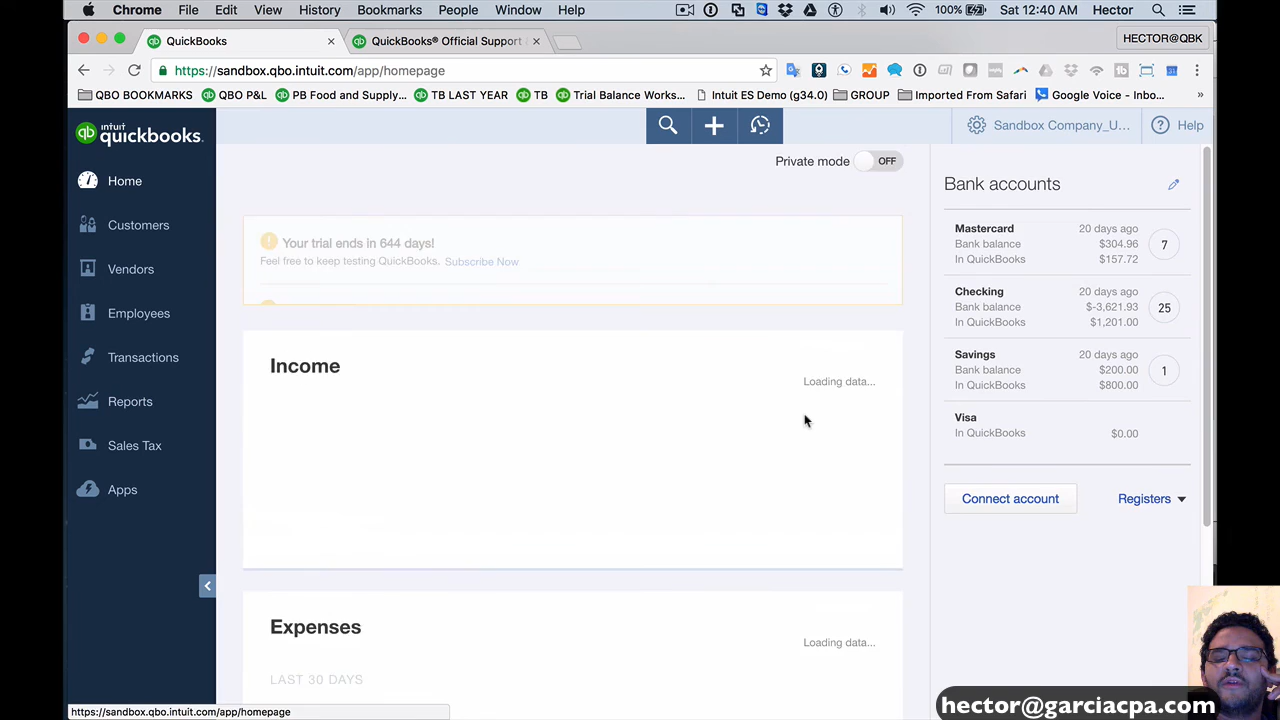 Chrome File Edit View History Bookmarks People Window Help 100% Sat 12:40 AM Hector
QuickBooks QuickBooks® Official Support HECTOR@QBK
https://sandbox.qbo.intuit.com/app/homepage
QBO BOOKMARKS QBO P&L PB Food and Supply... TB LAST YEAR TB Trial Balance Works... Intuit ES Demo (g34.0) GROUP Imported From Safari Google Voice - Inbo... »
intuit
quickbooks.
Sandbox Company_U... Help
Private mode OFF
Home
Customers
Vendors
Employees
Transactions
Reports
Sales Tax
Apps
Your trial ends in 644 days!
Feel free to keep testing QuickBooks. Subscribe Now
Income
Loading data...
Expenses
Loading data...
LAST 30 DAYS
Bank accounts
Mastercard 20 days ago
Bank balance $304.96 7
In QuickBooks $157.72
Checking 20 days ago
Bank balance $-3,621.93 25
In QuickBooks $1,201.00
Savings 20 days ago
Bank balance $200.00 1
In QuickBooks $800.00
Visa
In QuickBooks $0.00
Connect account Registers
https://sandbox.qbo.intuit.com/app/homepage
hector@garciacpa.com